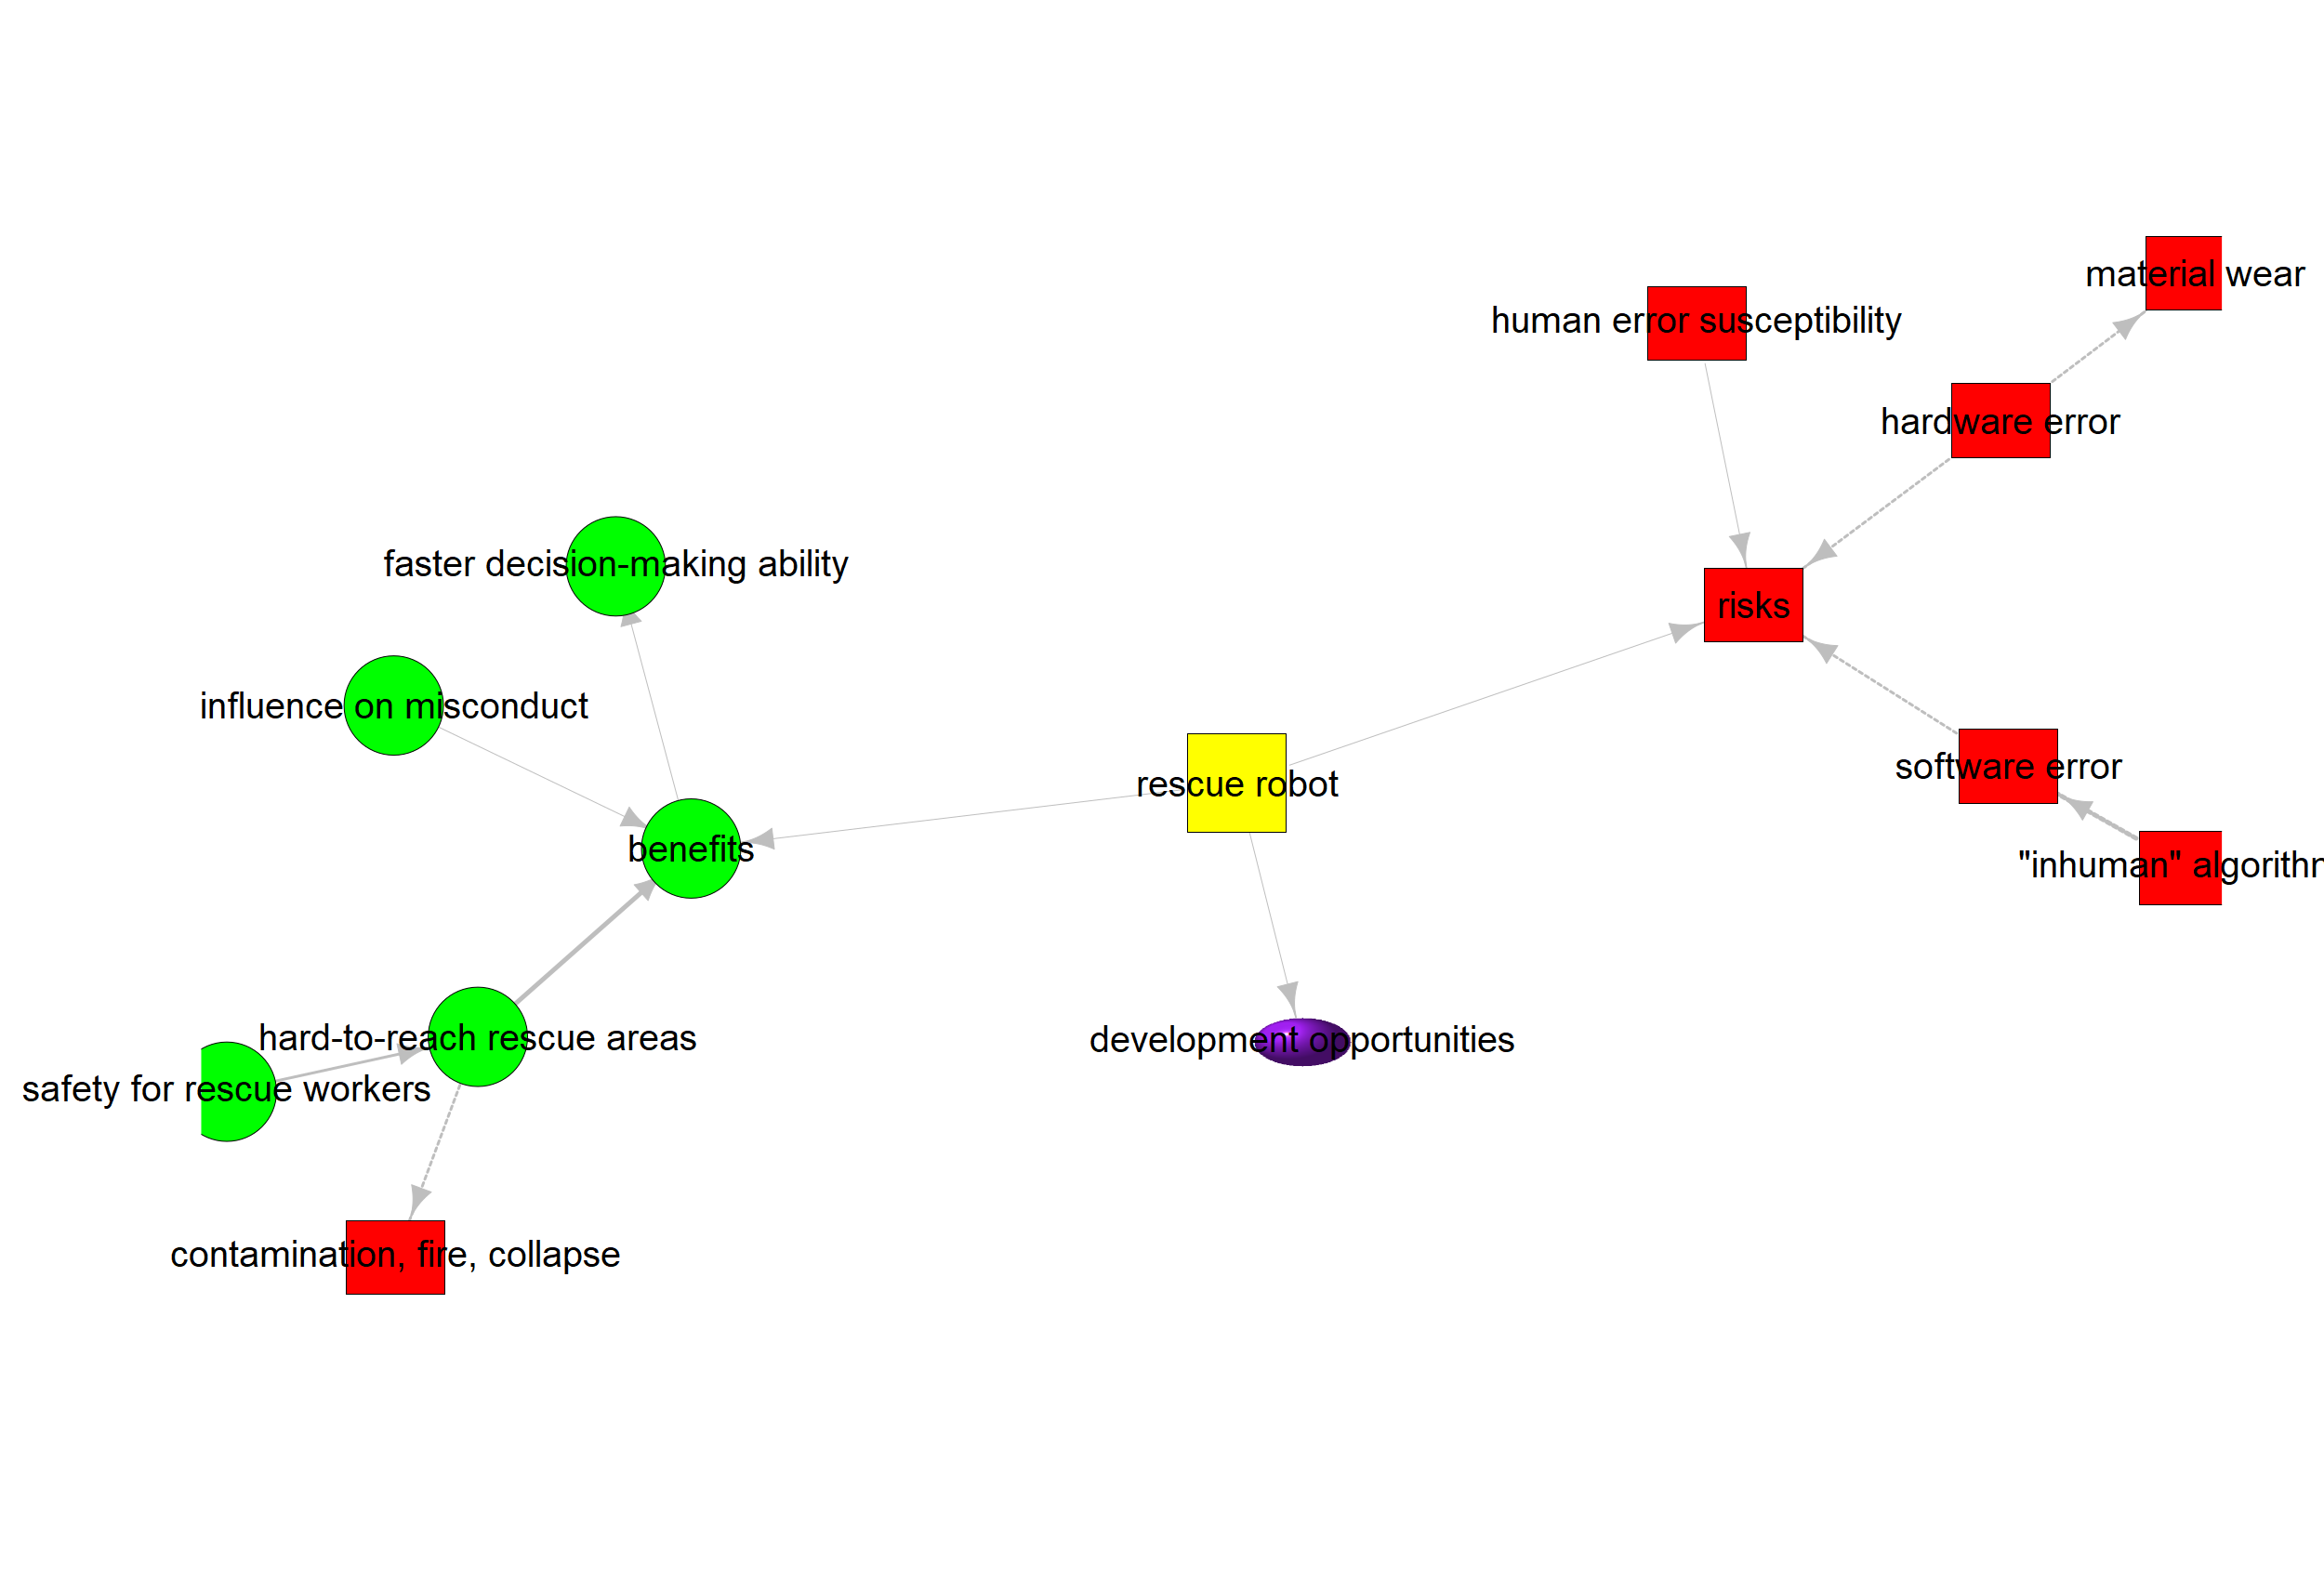 material wear
human error susceptibility
hardware error
faster decision-making ability
risks
influence on misconduct
software error
rescue robot
benefits
"inhuman" algorithm
hard-to-reach rescue areas
development opportunities
safety for rescue workers
contamination, fire, collapse